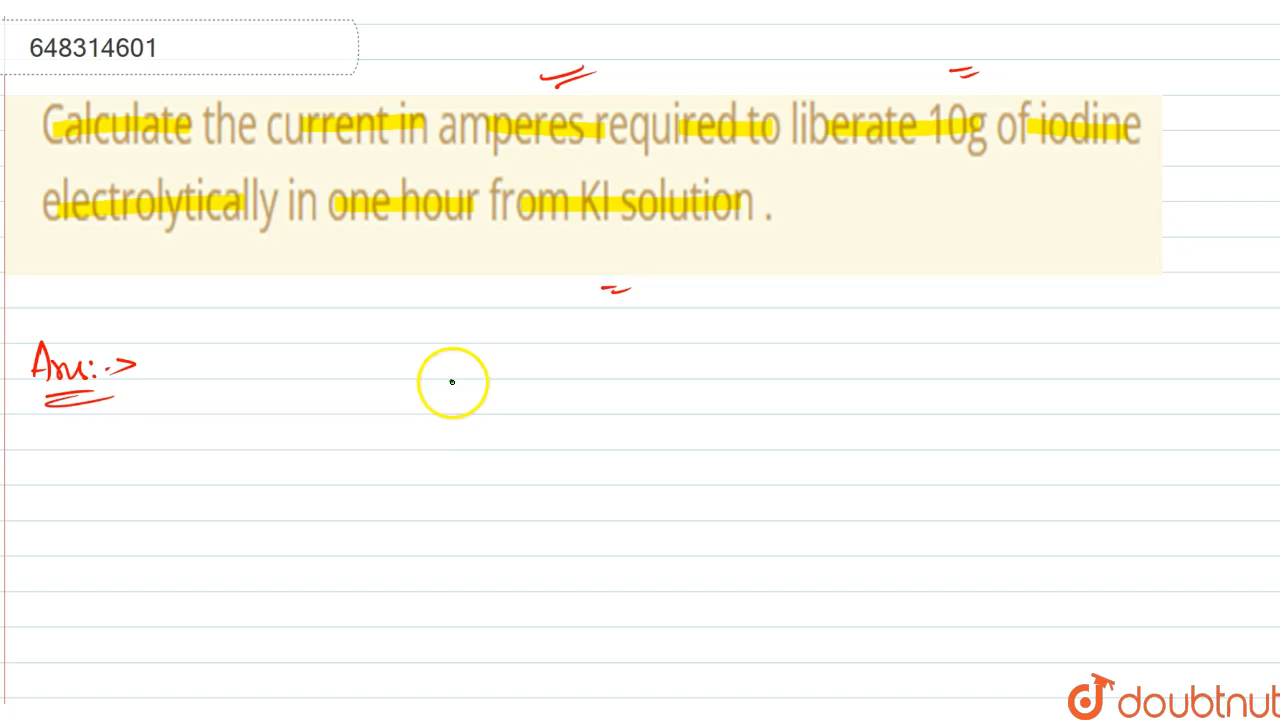 648314601
Calculate the current in amperes required to liberate 10g of iodine
electrolytically in one hour from KI solution .
Ans:->
doubtnut